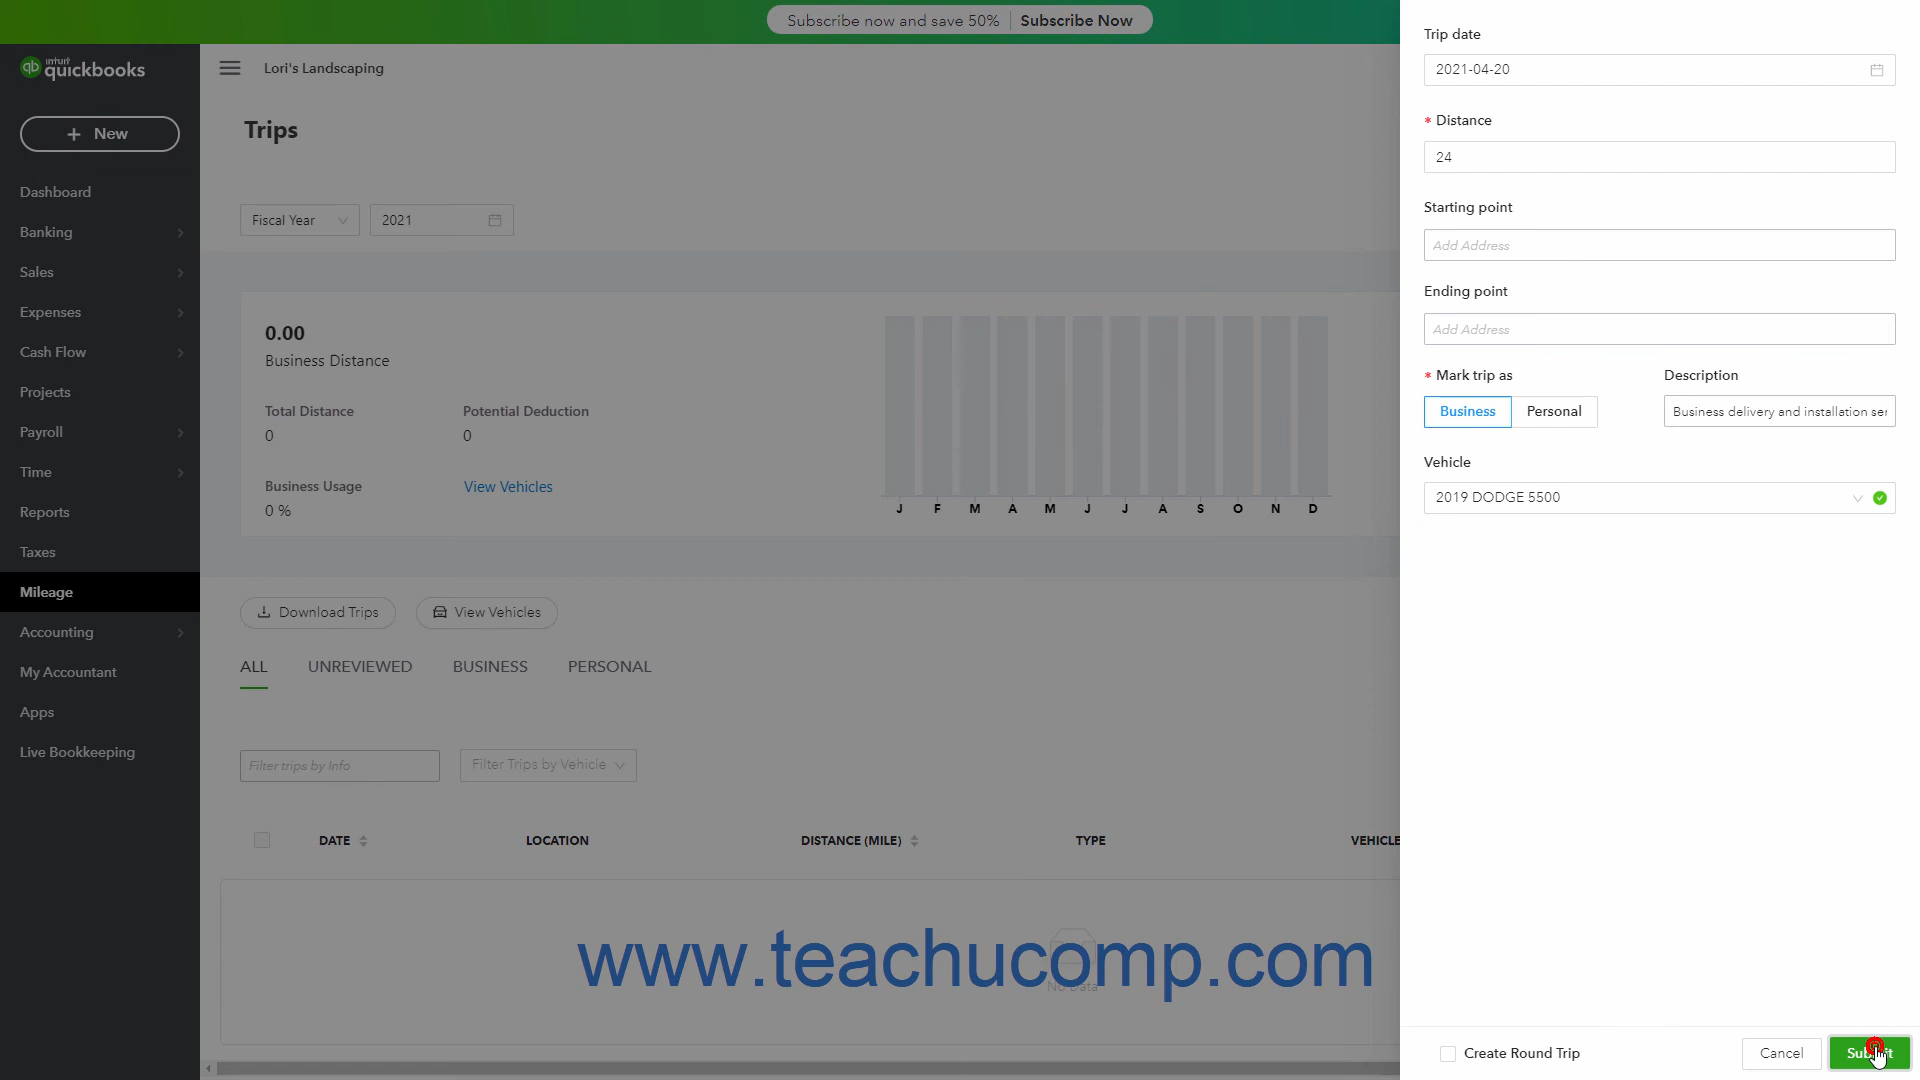 Subscribe now and save 50% Subscribe Now
intuit
qb quickbooks
Lori's Landscaping
+ New
Dashboard
Banking
Sales
Expenses
Cash Flow
Projects
Payroll
Time
Reports
Taxes
Mileage
Accounting
My Accountant
Apps
Live Bookkeeping
Trips
Fiscal Year 2021
0.00
Business Distance
Total Distance Potential Deduction
0 0
Business Usage View Vehicles
0 %
J F M A M J J A S O N D
Download Trips View Vehicles
ALL UNREVIEWED BUSINESS PERSONAL
Filter trips by Info Filter Trips by Vehicle
DATE LOCATION DISTANCE (MILE) TYPE VEHICLE
No Data
www.teachucomp.com
Trip date
2021-04-20
* Distance
24
Starting point
Add Address
Ending point
Add Address
* Mark trip as Description
Business Personal Business delivery and installation ser
Vehicle
2019 DODGE 5500
Create Round Trip Cancel Submit